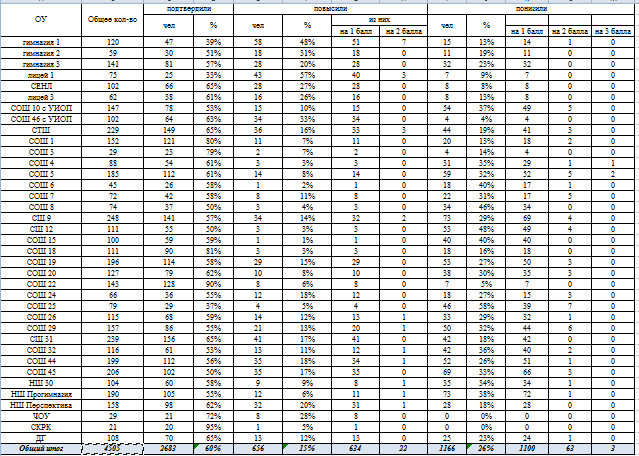 ОУ Общее кол-во подтвердили повысили понизили
чел % чел % из них чел % из них
на 1 балл на 2 балла на 1 балл на 2 балла на 3 балла
гимназия 1 120 47 39% 58 48% 51 7 15 13% 14 1 0
гимназия 2 59 30 51% 18 31% 18 0 11 19% 11 0 0
гимназия 3 141 81 57% 28 20% 28 0 32 23% 32 0 0
лицей 1 75 25 33% 43 57% 40 3 7 9% 7 0 0
СЕНЛ 102 66 65% 28 27% 28 0 8 8% 8 0 0
лицей 3 62 38 61% 16 26% 16 0 8 13% 8 0 0
СОШ 10 с УИОП 147 78 53% 15 10% 15 0 54 37% 49 5 0
СОШ 46 с УИОП 102 64 63% 34 33% 34 0 4 4% 4 0 0
СТШ 229 149 65% 36 16% 33 3 44 19% 41 3 0
СОШ 1 152 121 80% 11 7% 11 0 20 13% 18 2 0
СОШ 3 29 23 79% 2 7% 2 0 4 14% 4 0 0
СОШ 4 88 54 61% 3 3% 3 0 31 35% 29 1 1
СОШ 5 185 112 61% 14 8% 14 0 59 32% 52 5 2
СОШ 6 45 26 58% 1 2% 1 0 18 40% 17 1 0
СОШ 7 72 42 58% 8 11% 8 0 22 31% 17 5 0
СОШ 8 74 37 50% 3 4% 3 0 34 46% 34 0 0
СШ 9 248 141 57% 34 14% 32 2 73 29% 69 4 0
СШ 12 111 55 50% 3 3% 3 0 53 48% 49 4 0
СОШ 15 100 59 59% 1 1% 1 0 40 40% 40 0 0
СОШ 18 111 90 81% 3 3% 3 0 18 16% 18 0 0
СОШ 19 196 114 58% 29 15% 29 0 53 27% 50 3 0
СОШ 20 127 79 62% 10 8% 10 0 38 30% 35 3 0
СОШ 22 143 128 90% 8 6% 8 0 7 5% 7 0 0
СОШ 24 66 36 55% 12 18% 12 0 18 27% 15 3 0
СОШ 25 79 29 37% 4 5% 4 0 46 58% 39 7 0
СОШ 26 115 68 59% 14 12% 13 1 33 29% 32 1 0
СОШ 29 157 86 55% 21 13% 20 1 50 32% 44 6 0
СШ 31 239 156 65% 41 17% 41 0 42 18% 42 0 0
СОШ 32 116 61 53% 13 11% 12 1 42 36% 40 2 0
СОШ 44 199 112 56% 35 18% 34 1 52 26% 51 1 0
СОШ 45 206 102 50% 35 17% 35 0 69 33% 66 3 0
НШ 30 104 60 58% 9 9% 8 1 35 34% 34 1 0
НШ Прогимназия 190 105 55% 12 6% 11 1 73 38% 72 1 0
НШ Перспектива 158 98 62% 32 20% 31 1 28 18% 28 0 0
ЧОУ 29 21 72% 8 28% 8 0 0 0% 0 0 0
СКРК 21 20 95% 1 5% 1 0 0 0% 0 0 0
ДГ 108 70 65% 13 12% 13 0 25 23% 24 1 0
Общий итог 4505 2683 60% 656 15% 634 22 1166 26% 1100 63 3